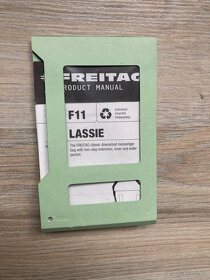 FREITAG
PRODUCT MANUAL
F11
Individual
recycled
freewaying
LASSIE
The FREITAG classic downsized messenger
bag with two-step extension, inner and outer
pocket